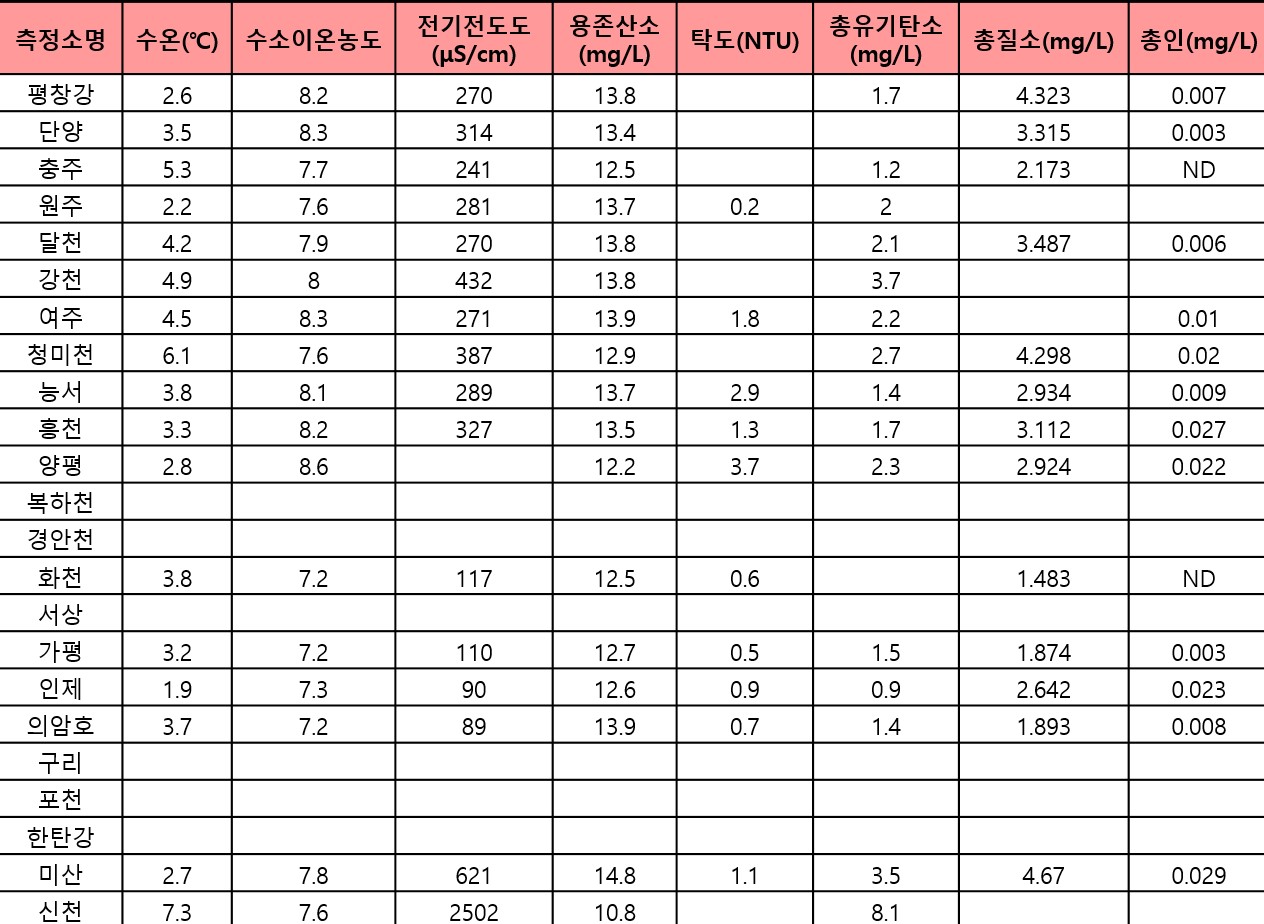 측정소명 수온(℃) 수소이온농도 전기전도도(μS/cm) 용존산소(mg/L) 탁도(NTU) 총유기탄소(mg/L) 총질소(mg/L) 총인(mg/L)
평창강 2.6 8.2 270 13.8 1.7 4.323 0.007
단양 3.5 8.3 314 13.4 3.315 0.003
충주 5.3 7.7 241 12.5 1.2 2.173 ND
원주 2.2 7.6 281 13.7 0.2 2
달천 4.2 7.9 270 13.8 2.1 3.487 0.006
강천 4.9 8 432 13.8 3.7
여주 4.5 8.3 271 13.9 1.8 2.2 0.01
청미천 6.1 7.6 387 12.9 2.7 4.298 0.02
능서 3.8 8.1 289 13.7 2.9 1.4 2.934 0.009
흥천 3.3 8.2 327 13.5 1.3 1.7 3.112 0.027
양평 2.8 8.6 12.2 3.7 2.3 2.924 0.022
복하천
경안천
화천 3.8 7.2 117 12.5 0.6 1.483 ND
서상
가평 3.2 7.2 110 12.7 0.5 1.5 1.874 0.003
인제 1.9 7.3 90 12.6 0.9 0.9 2.642 0.023
의암호 3.7 7.2 89 13.9 0.7 1.4 1.893 0.008
구리
포천
한탄강
미산 2.7 7.8 621 14.8 1.1 3.5 4.67 0.029
신천 7.3 7.6 2502 10.8 8.1